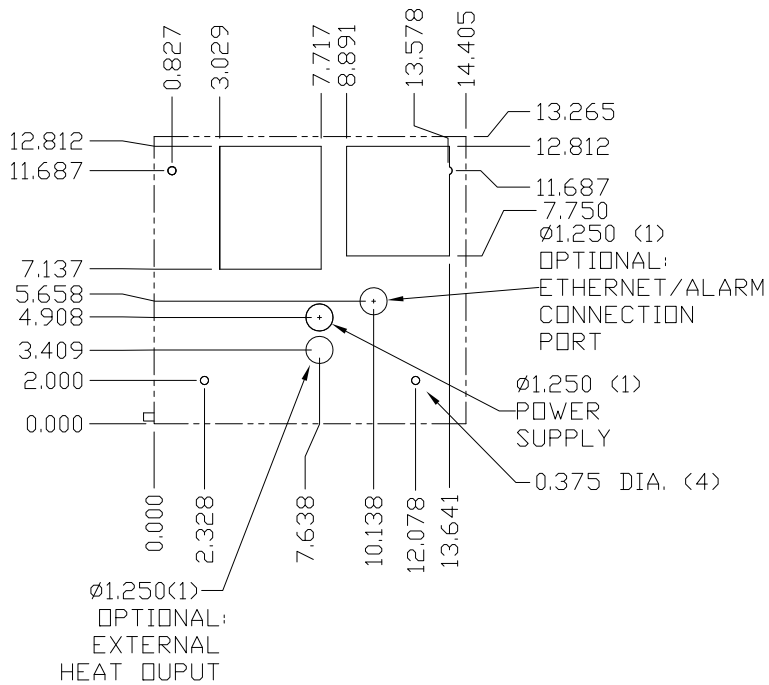 0.827
3.029
7.717
8.891
13.578
14.405
13.265
12.812
12.812
11.687
11.687
7.750
Ø1.250 (1)
OPTIONAL:
ETHERNET/ALARM
CONNECTION
PORT
7.137
5.658
4.908
3.409
2.000
0.000
Ø1.250 (1)
POWER
SUPPLY
0.375 DIA. (4)
0.000
2.328
7.638
10.138
12.078
13.641
Ø1.250(1)
OPTIONAL:
EXTERNAL
HEAT OUPUT